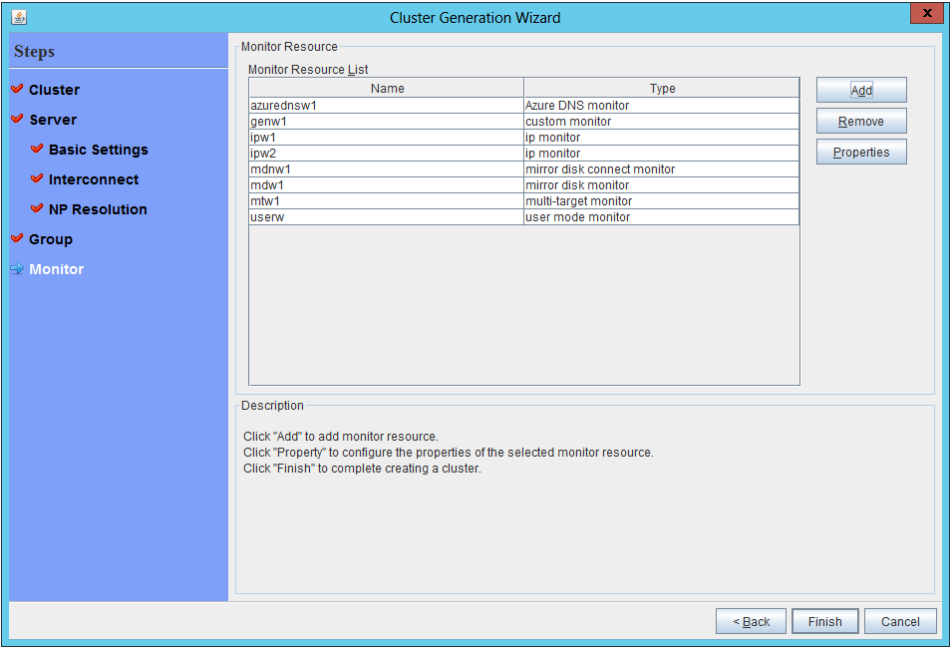 Cluster Generation Wizard
x
Steps
Cluster
Server
Basic Settings
Interconnect
NP Resolution
Group
Monitor
Monitor Resource
Monitor Resource List
Name Type
azurednsw1 Azure DNS monitor
genw1 custom monitor
ipw1 ip monitor
ipw2 ip monitor
mdnw1 mirror disk connect monitor
mdw1 mirror disk monitor
mtw1 multi-target monitor
userw user mode monitor
Add
Remove
Properties
Description
Click "Add" to add monitor resource.
Click "Property" to configure the properties of the selected monitor resource.
Click "Finish" to complete creating a cluster.
< Back Finish Cancel